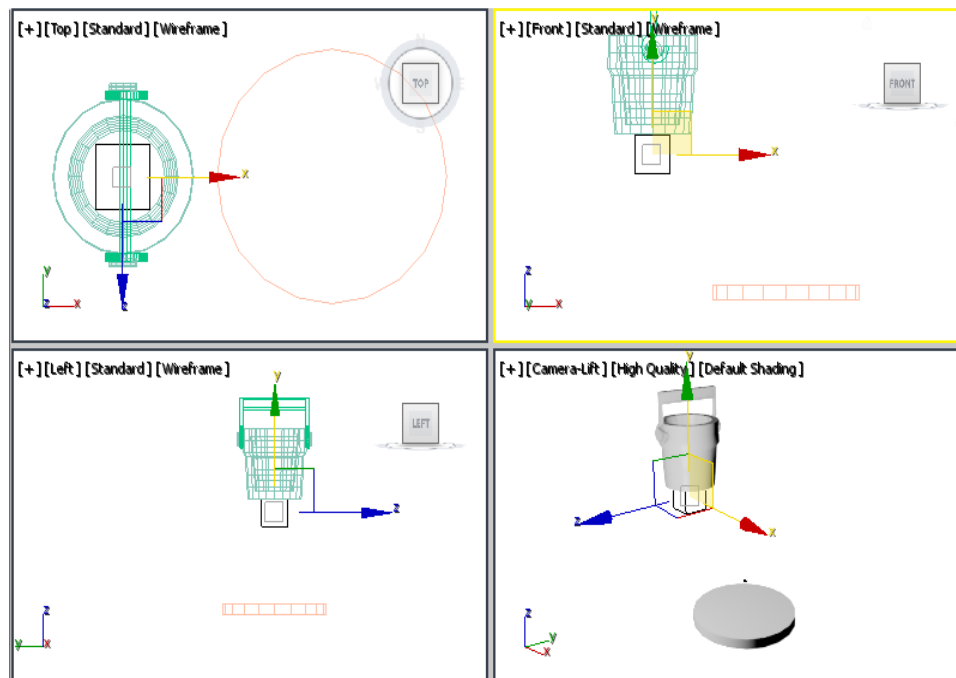 [+] [Top] [Standard] [Wireframe]
N
TOP
W
E
S
x
z
y
z
x
[+] [Front] [Standard] [Wireframe]
y
FRONT
x
z
y
x
[+] [Left] [Standard] [Wireframe]
y
LEFT
z
z
y
x
[+] [Camera-Lift] [High Quality] [Default Shading]
y
z
x
z
y
x